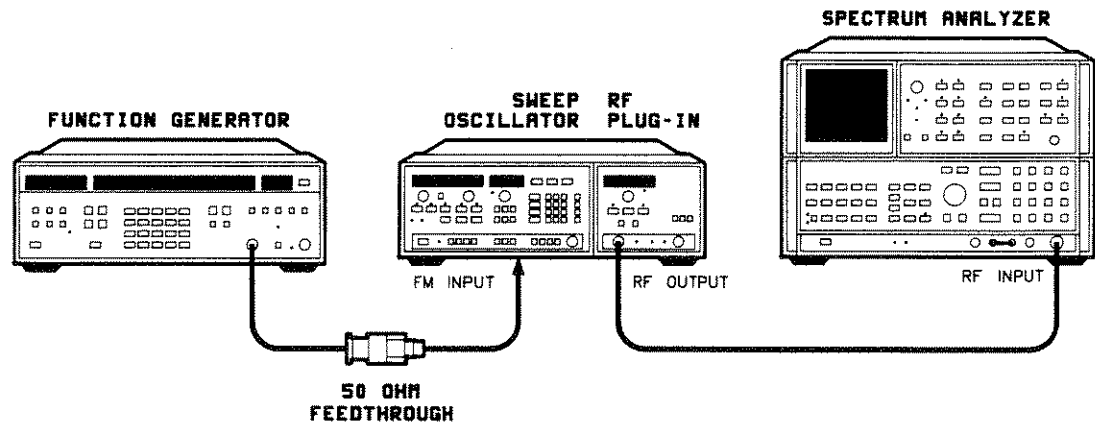 SPECTRUM ANALYZER
FUNCTION GENERATOR
SWEEP OSCILLATOR
RF PLUG-IN
FM INPUT
RF OUTPUT
RF INPUT
50 OHM
FEEDTHROUGH